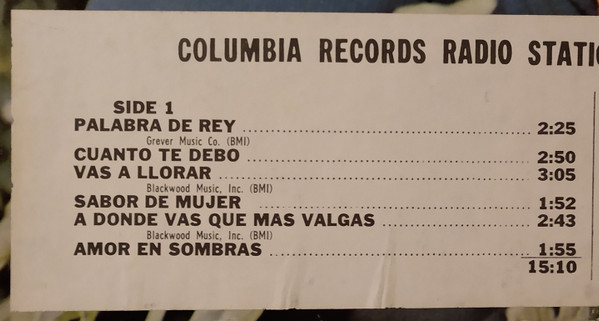 COLUMBIA RECORDS RADIO
SIDE 1
PALABRA DE REY ........................................ 2:25
Grever Music Co. (BMI)
CUANTO TE DEBO ........................................ 2:50
VAS A LLORAR ........................................ 3:05
Blackwood Music, Inc. (BMI)
SABOR DE MUJER ........................................ 1:52
A DONDE VAS QUE MAS VALGAS ........................ 2:43
Blackwood Music, Inc. (BMI)
AMOR EN SOMBRAS ........................................ 1:55
15:10